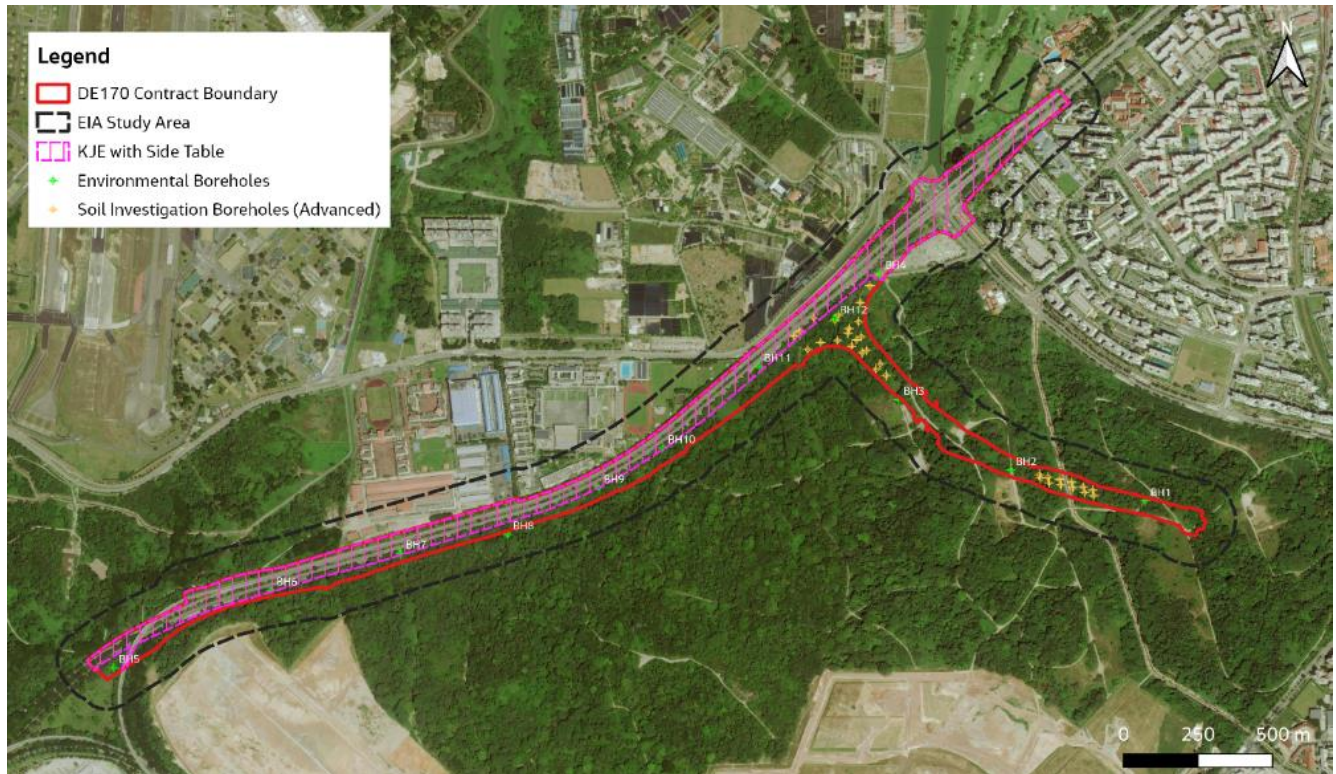 Legend
DE170 Contract Boundary
EIA Study Area
KJE with Side Table
Environmental Boreholes
Soil Investigation Boreholes (Advanced)
N
BH4
BH12
BH11
BH3
BH10
BH2
BH9
BH1
BH8
BH7
BH6
BH5
0 250 500 m